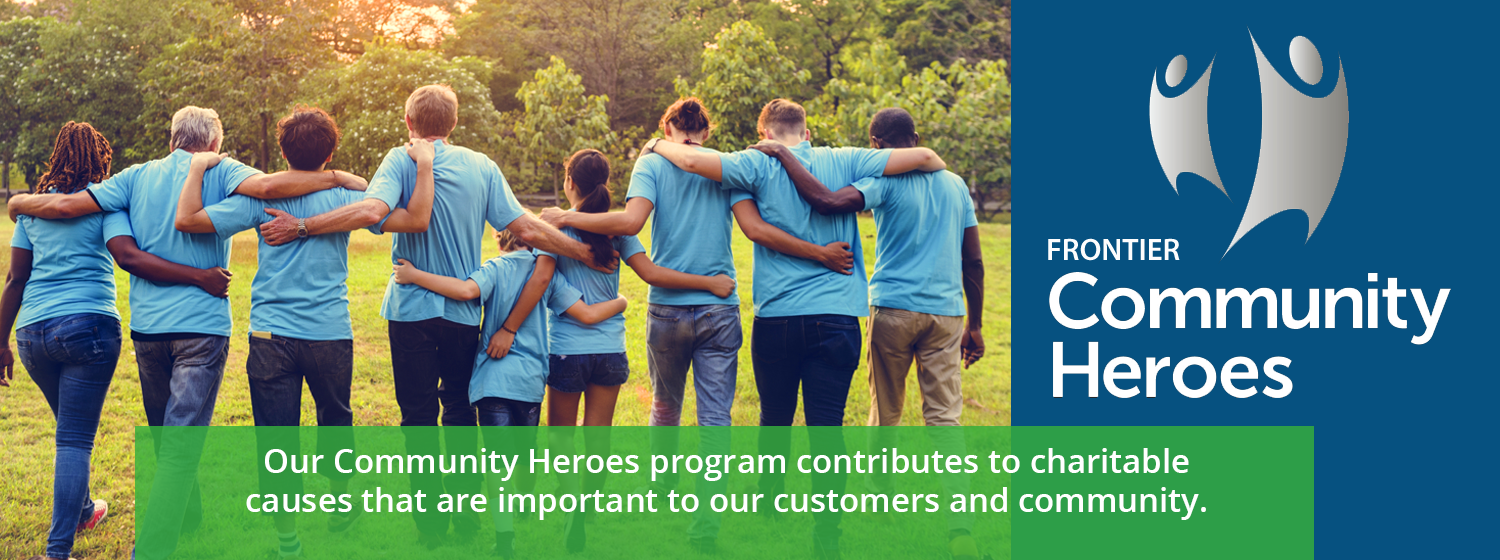 FRONTIER
Community
Heroes
Our Community Heroes program contributes to charitable
causes that are important to our customers and community.